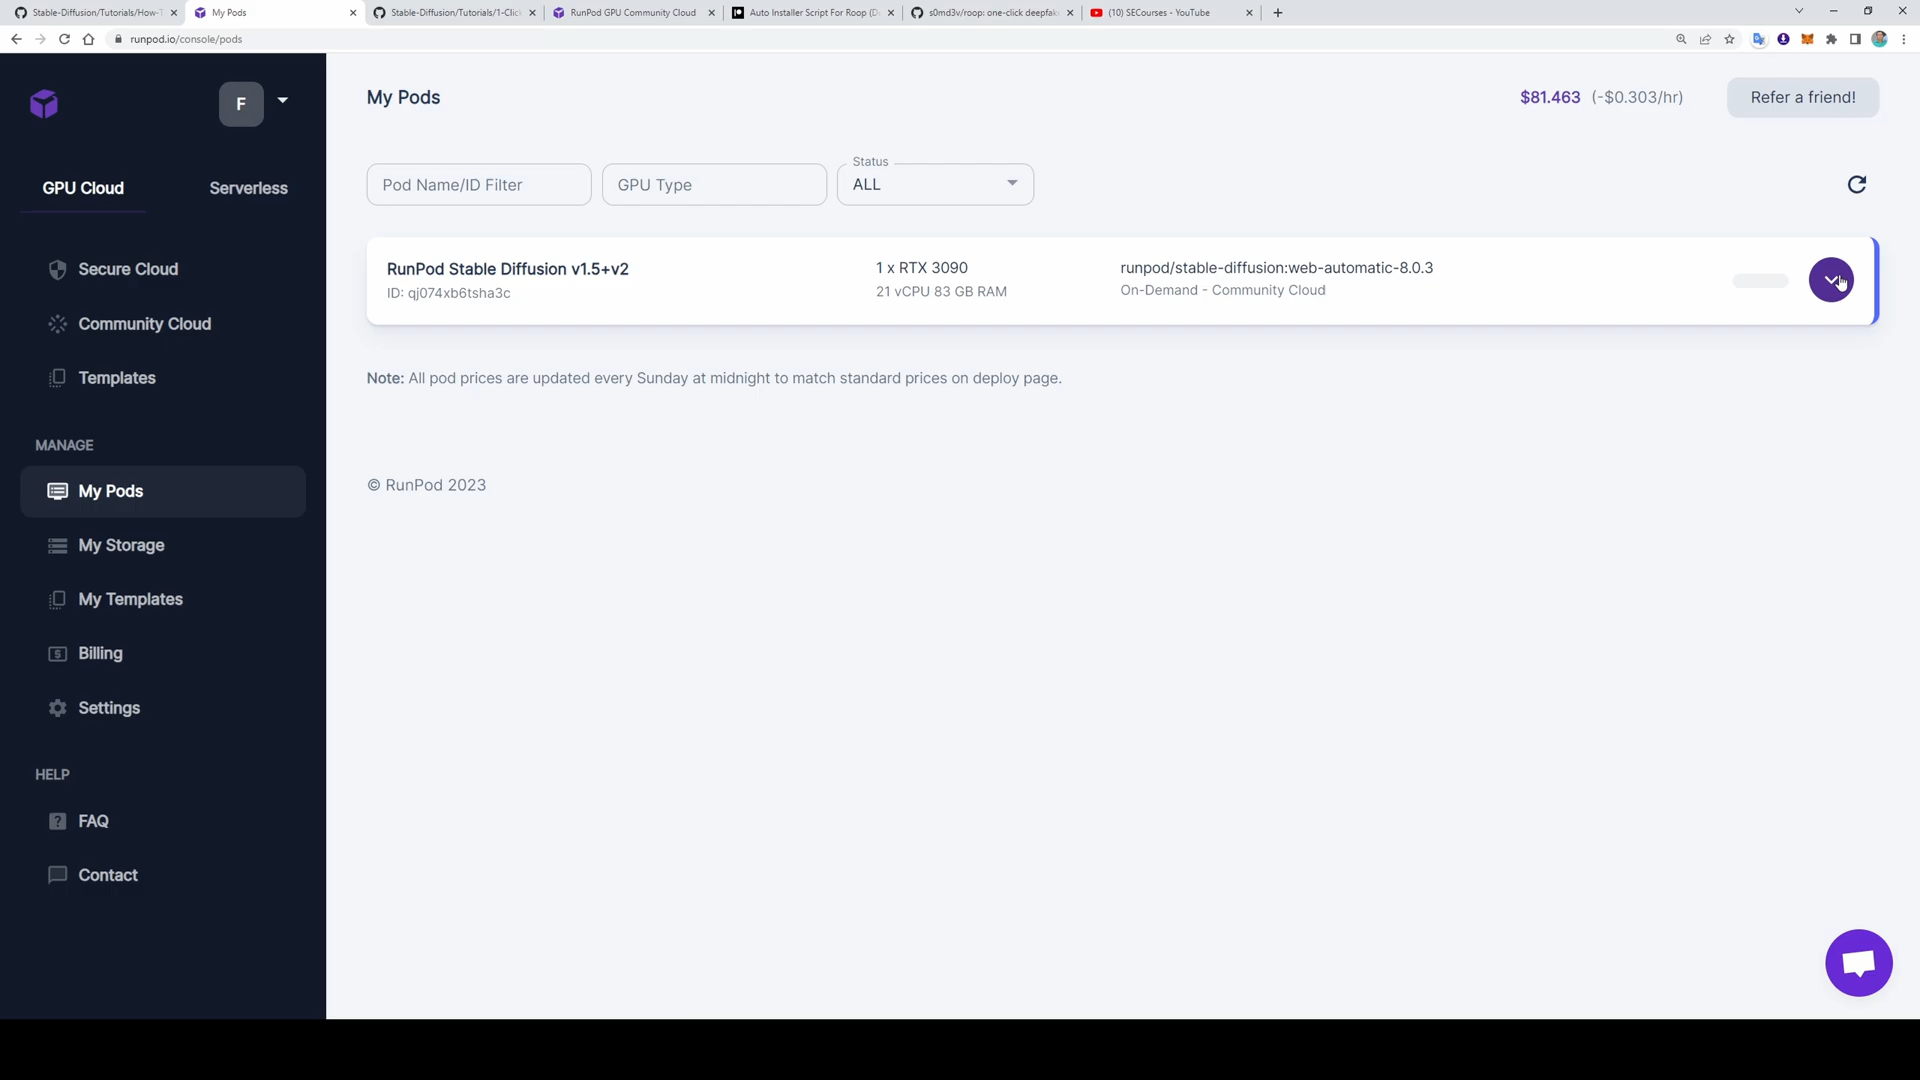 Stable-Diffusion/Tutorials/How-T
My Pods
Stable-Diffusion/Tutorials/1-Click
RunPod GPU Community Cloud
Auto Installer Script For Roop (De
s0md3v/roop: one-click deepfake
(10) SECourses - YouTube
runpod.io/console/pods
F
My Pods
$81.463 (-$0.303/hr)
Refer a friend!
GPU Cloud
Serverless
Pod Name/ID Filter
GPU Type
Status
ALL
Secure Cloud
Community Cloud
Templates
RunPod Stable Diffusion v1.5+v2
ID: qj074xb6tsha3c
1 x RTX 3090
21 vCPU 83 GB RAM
runpod/stable-diffusion:web-automatic-8.0.3
On-Demand - Community Cloud
Note: All pod prices are updated every Sunday at midnight to match standard prices on deploy page.
MANAGE
My Pods
My Storage
My Templates
Billing
Settings
© RunPod 2023
HELP
FAQ
Contact